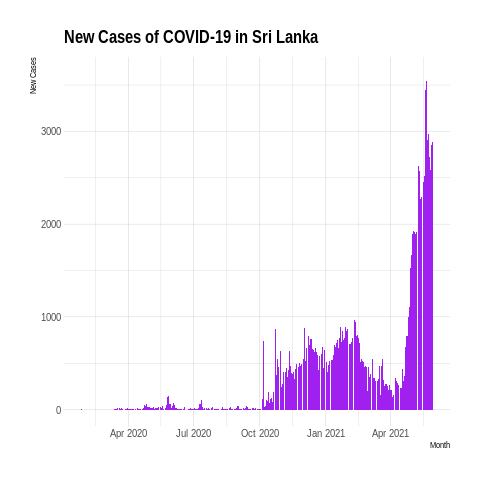 New Cases of COVID-19 in Sri Lanka
New Cases
3000
2000
1000
0
Apr 2020 Jul 2020 Oct 2020 Jan 2021 Apr 2021
Month